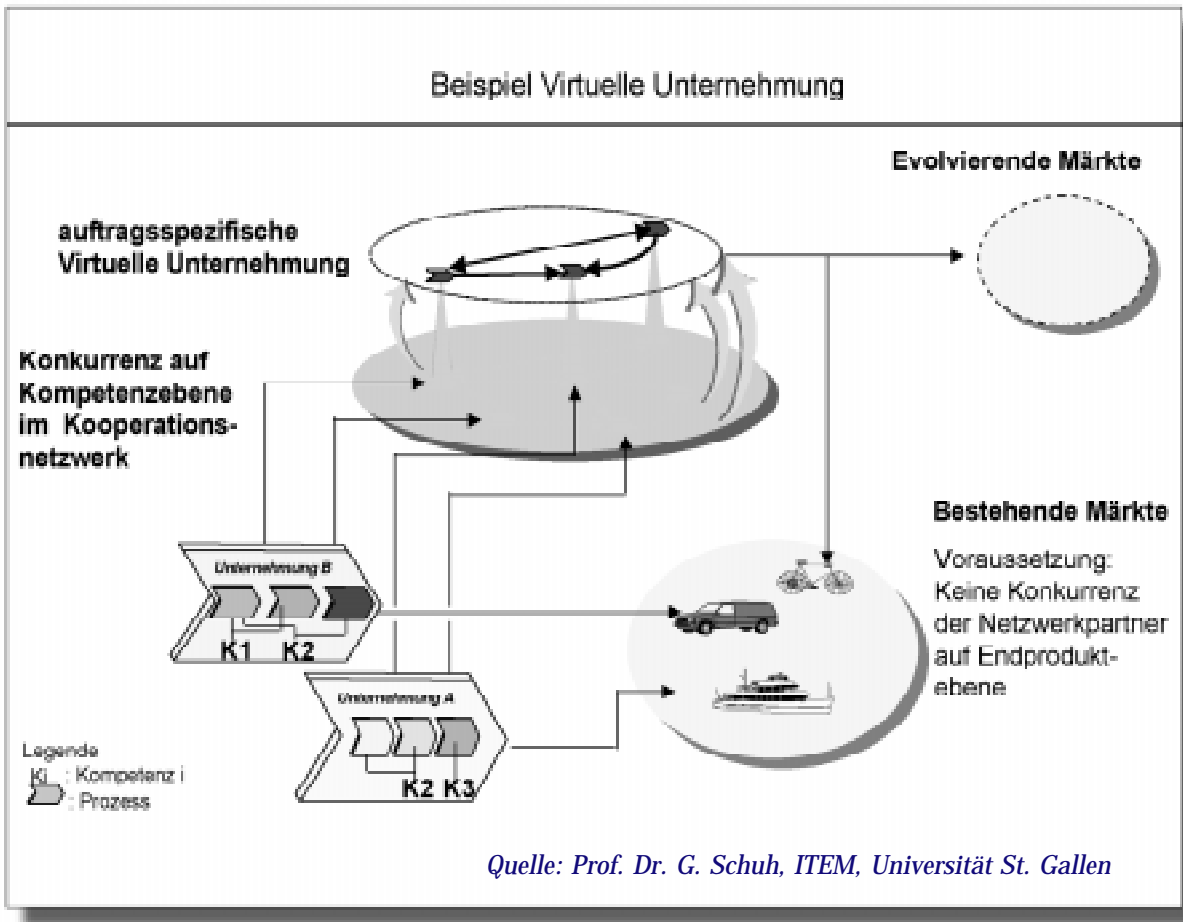 Beispiel Virtuelle Unternehmung
Evolvierende Märkte
auftragsspezifische
Virtuelle Unternehmung
Konkurrenz auf
Kompetenzebene
im Kooperations-
netzwerk
Bestehende Märkte
Voraussetzung:
Keine Konkurrenz
der Netzwerkpartner
auf Endprodukt-
ebene
Unternehmung B
K1 K2
Unternehmung A
K2 K3
Legende
Ki : Kompetenz i
: Prozess
Quelle: Prof. Dr. G. Schuh, ITEM, Universität St. Gallen